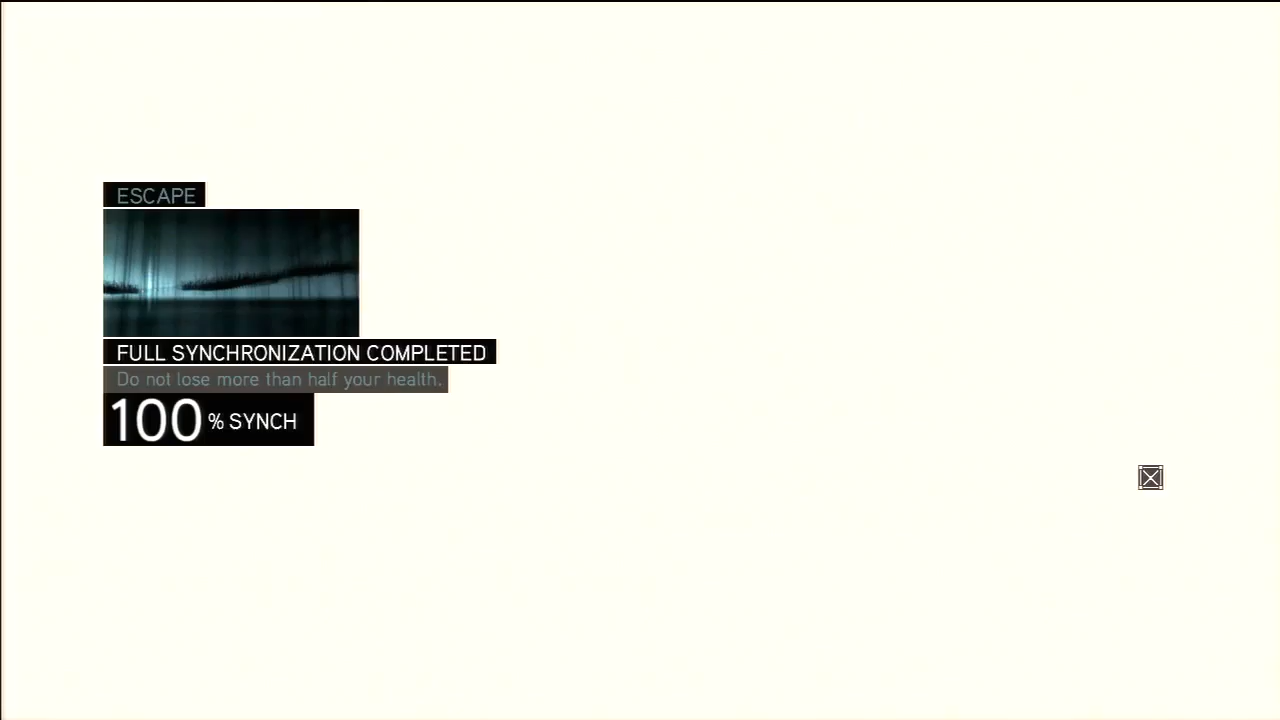 ESCAPE
FULL SYNCHRONIZATION COMPLETED
Do not lose more than half your health.
100 % SYNCH